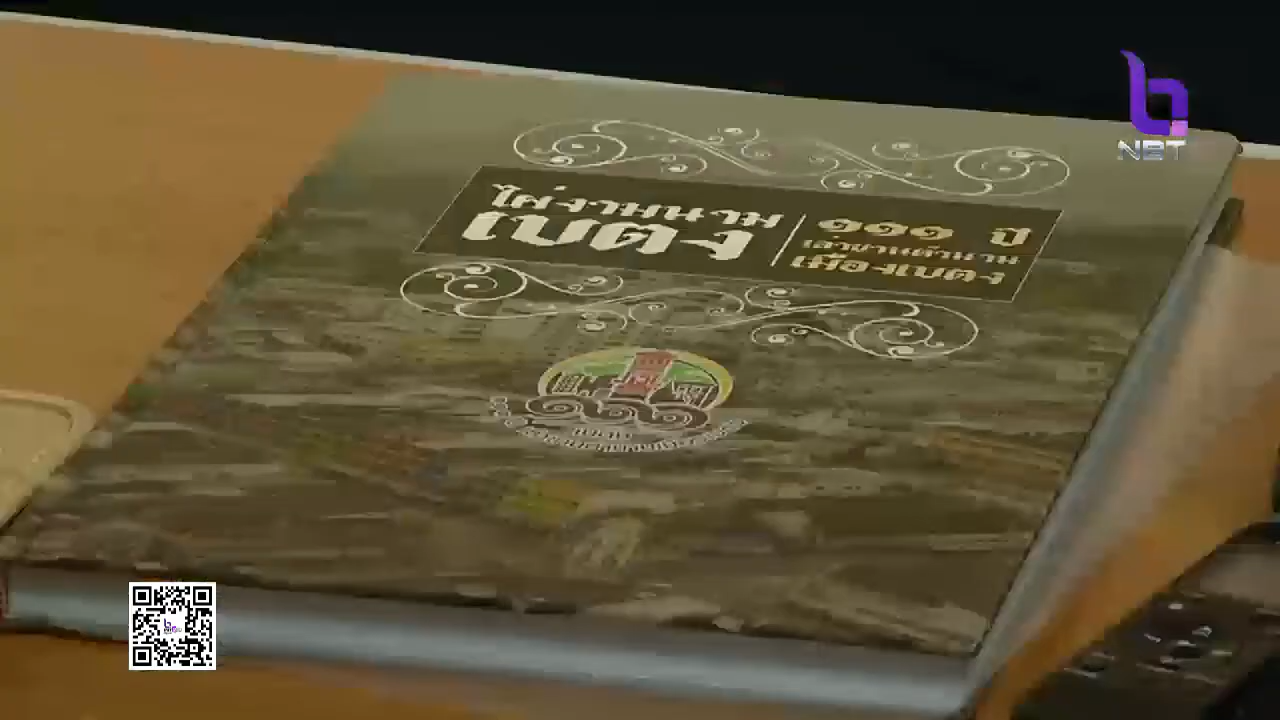 ไผ่งามนาม
เบตง
๑๑๑ ปี
เล่าขานตำนาน
เมืองเบตง
NBT